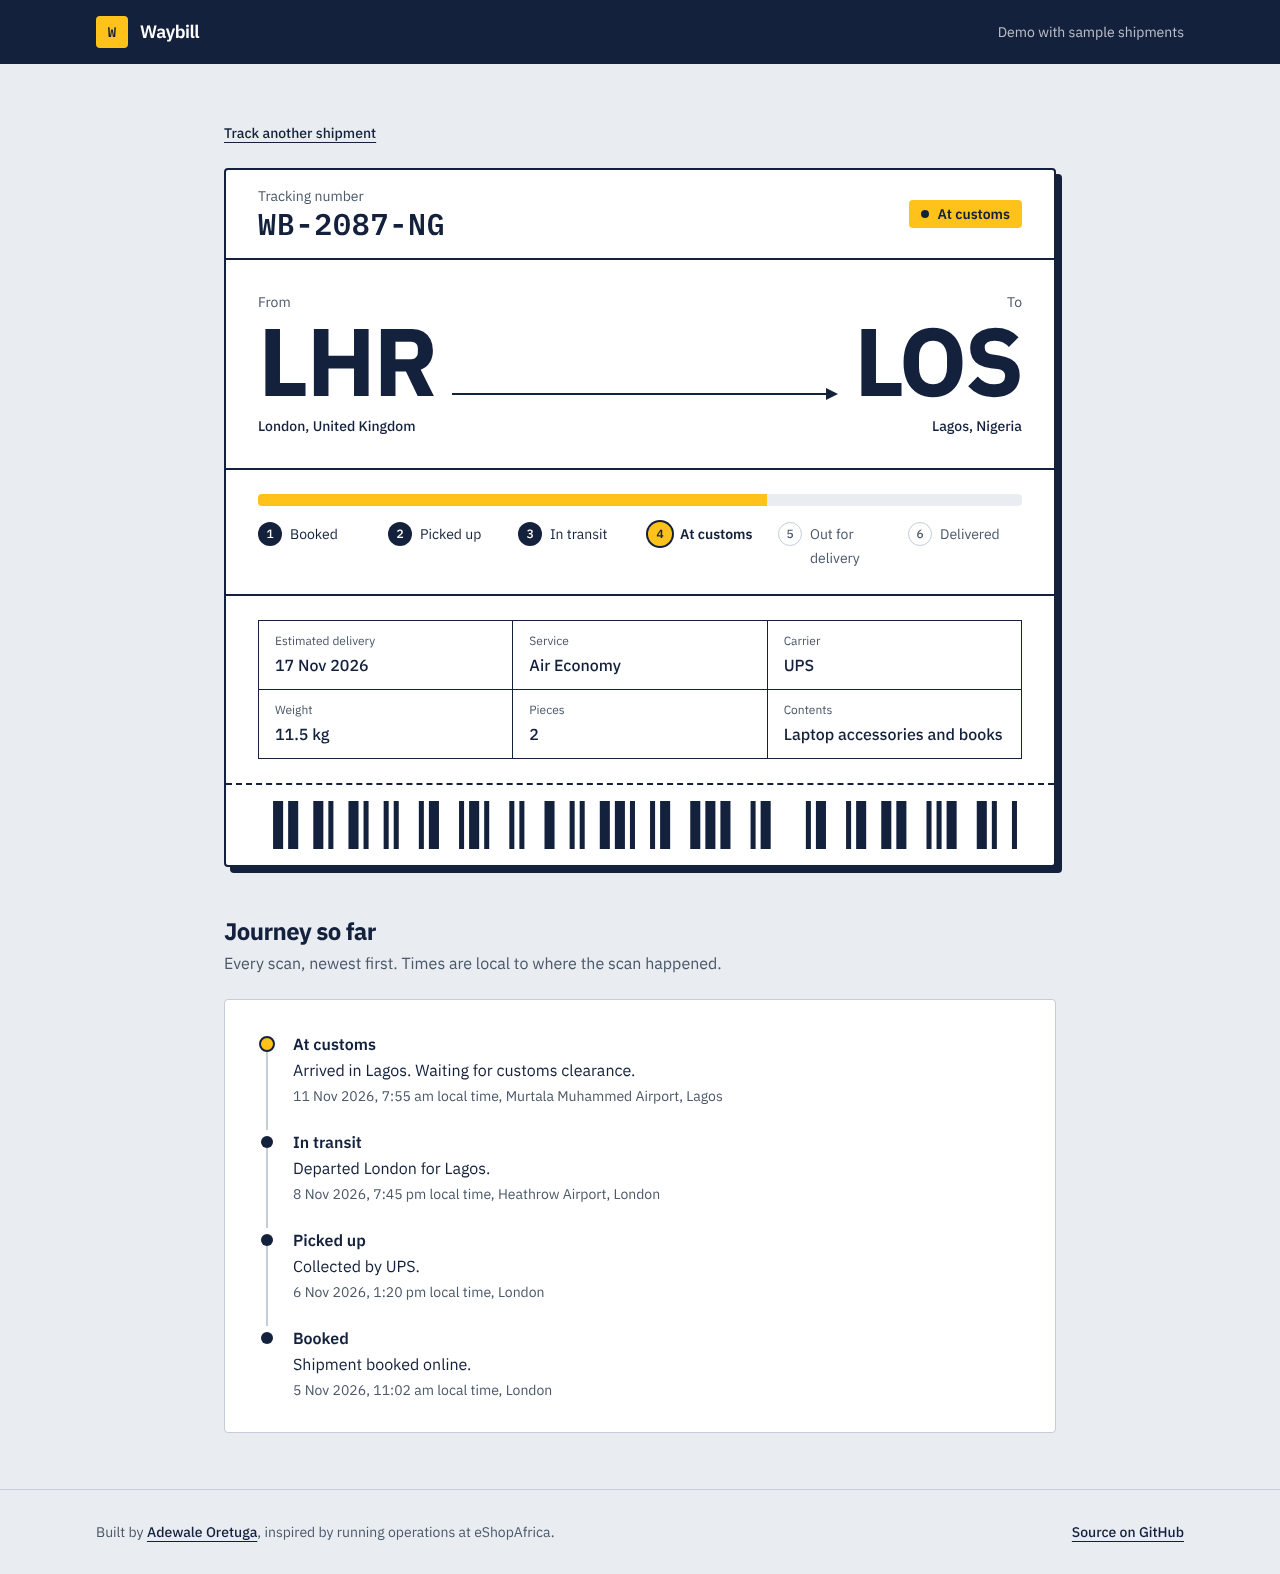 W Waybill
Demo with sample shipments
Track another shipment
Tracking number
WB-2087-NG
At customs
From
To
LHR
LOS
London, United Kingdom
Lagos, Nigeria
1 Booked
2 Picked up
3 In transit
4 At customs
5 Out for
delivery
6 Delivered
Estimated delivery
17 Nov 2026
Service
Air Economy
Carrier
UPS
Weight
11.5 kg
Pieces
2
Contents
Laptop accessories and books
Journey so far
Every scan, newest first. Times are local to where the scan happened.
At customs
Arrived in Lagos. Waiting for customs clearance.
11 Nov 2026, 7:55 am local time, Murtala Muhammed Airport, Lagos
In transit
Departed London for Lagos.
8 Nov 2026, 7:45 pm local time, Heathrow Airport, London
Picked up
Collected by UPS.
6 Nov 2026, 1:20 pm local time, London
Booked
Shipment booked online.
5 Nov 2026, 11:02 am local time, London
Built by Adewale Oretuga, inspired by running operations at eShopAfrica.
Source on GitHub